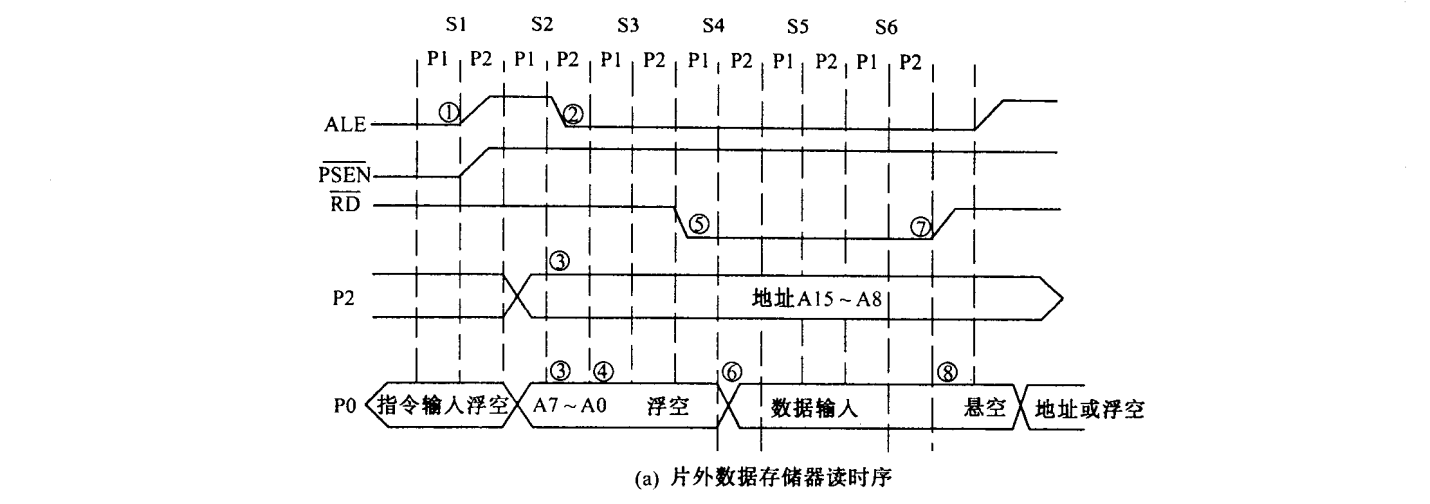 S1 S2 S3 S4 S5 S6
P1 P2 P1 P2 P1 P2 P1 P2 P1 P2 P1 P2
① ②
ALE
PSEN
RD
⑤ ⑦
③
P2 地址A15～A8
③ ④ ⑥ ⑧
P0 指令输入浮空 A7～A0 浮空 数据输入 悬空 地址或浮空
(a) 片外数据存储器读时序